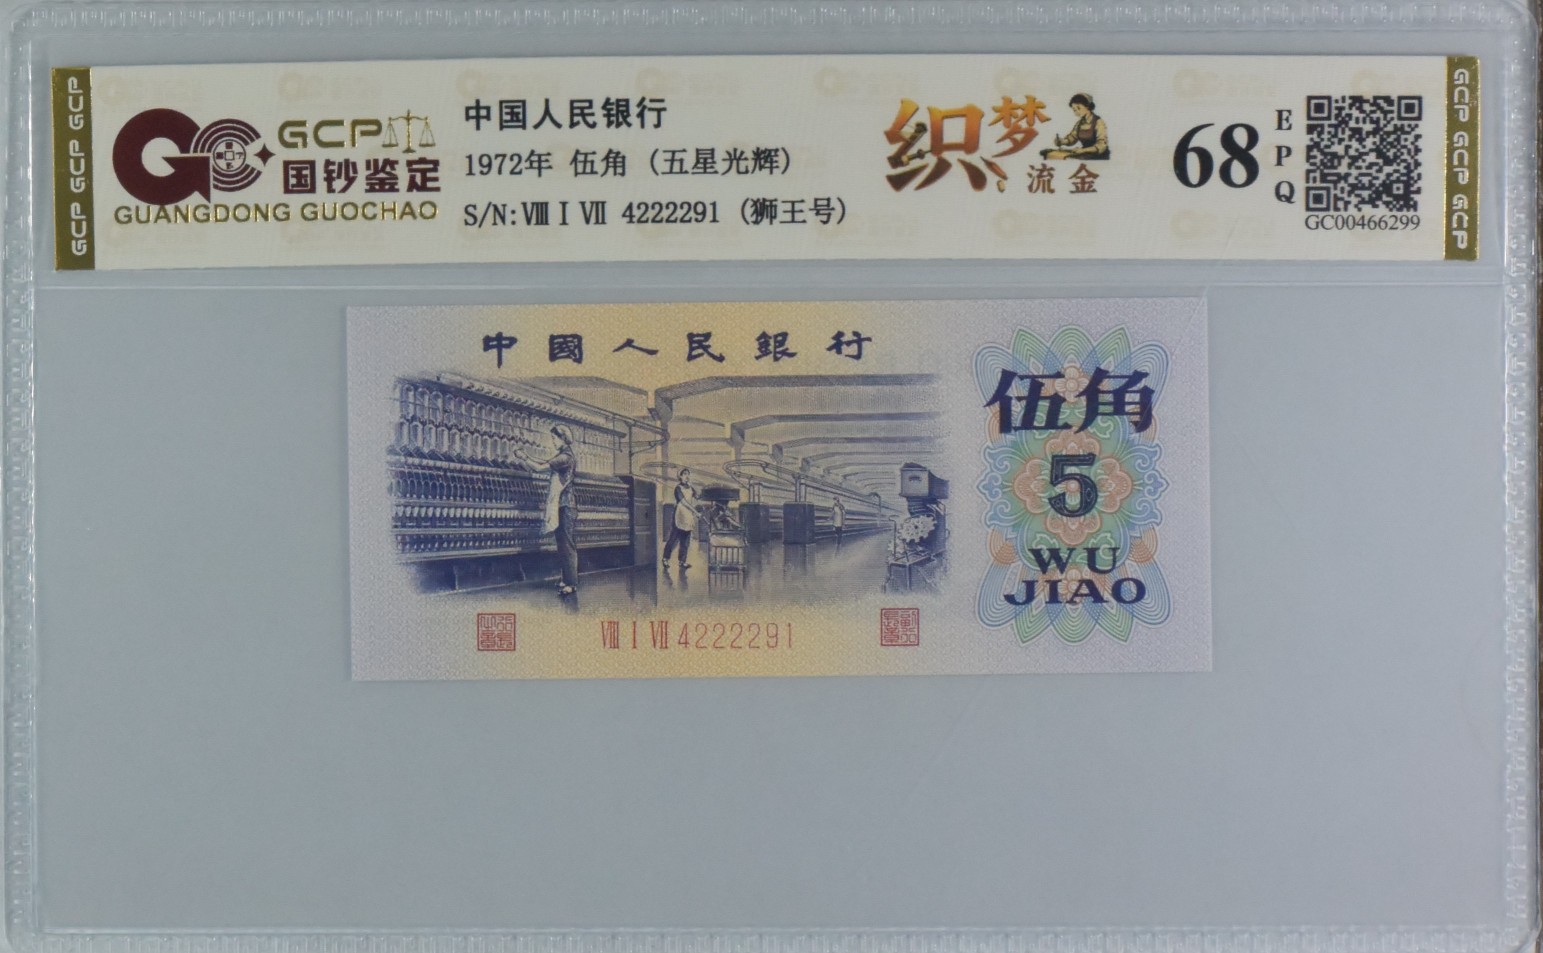 GCP GCP GCP
GCP
国钞鉴定
GUANGDONG GUOCHAO
中国人民银行
1972年 伍角 (五星光辉)
S/N:Ⅷ Ⅰ Ⅶ 4222291 (狮王号)
织梦
流金
68
EPQ
GC00466299
GCP GCP GCP
中國人民銀行
伍角
5
WU
JIAO
Ⅷ Ⅰ Ⅶ 4222291